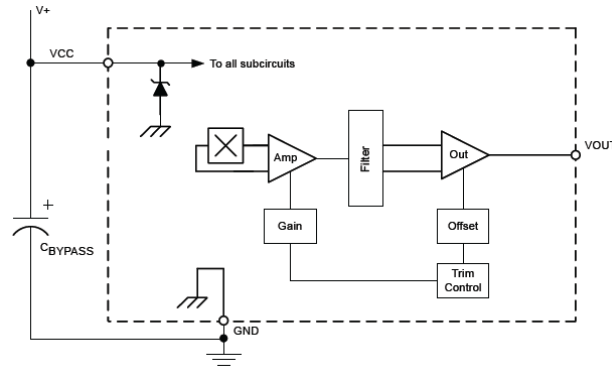 V+
VCC
To all subcircuits
Amp
Filter
Out
VOUT
Gain
Offset
+
CBYPASS
Trim
Control
GND